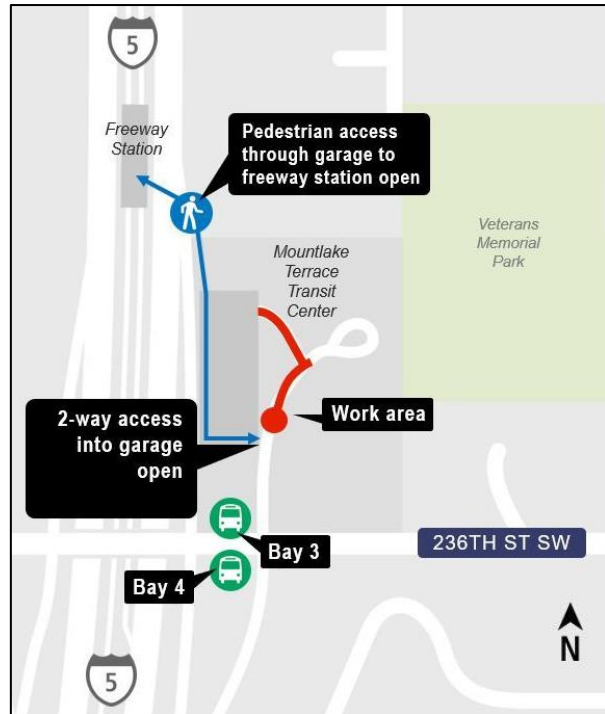 5
Freeway
Station
Pedestrian access
through garage to
freeway station open
Mountlake
Terrace
Transit
Center
Veterans
Memorial
Park
2-way access
into garage
open
Work area
Bay 3
236TH ST SW
Bay 4
N
5